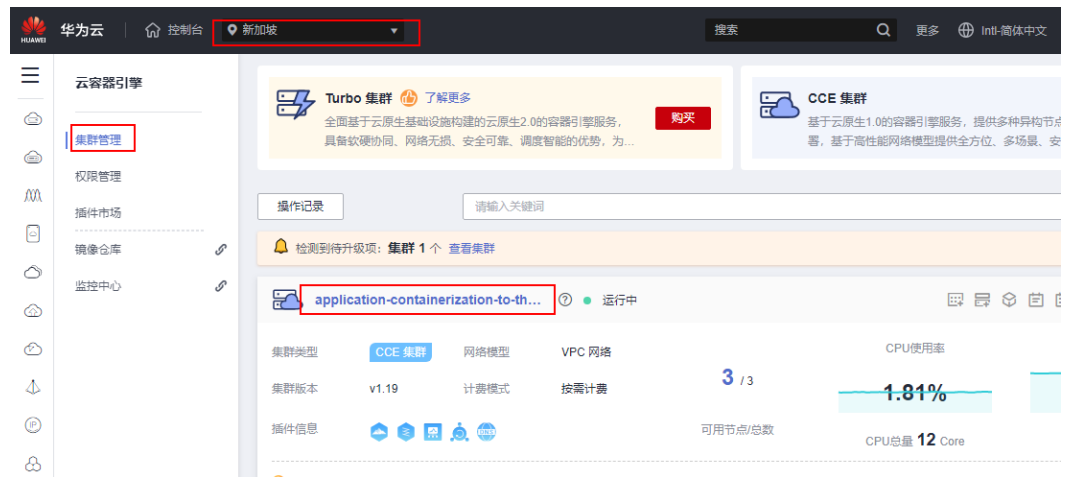 HUAWEI 华为云 控制台 新加坡 搜索 更多 Intl-简体中文
云容器引擎
集群管理
权限管理
插件市场
镜像仓库
监控中心
Turbo 集群 了解更多
全面基于云原生基础设施构建的云原生2.0的容器引擎服务，
具备软硬协同、网络无损、安全可靠、调度智能的优势，为...
购买
CCE 集群
基于云原生1.0的容器引擎服务，提供多种异构节点
署，基于高性能网络模型提供全方位、多场景、安
操作记录 请输入关键词
检测到待升级项：集群 1 个 查看集群
application-containerization-to-th... 运行中
集群类型 CCE 集群 网络模型 VPC 网络
集群版本 v1.19 计费模式 按需计费
插件信息 DNS
3 / 3
可用节点/总数
CPU使用率
1.81%
CPU总量 12 Core
IP